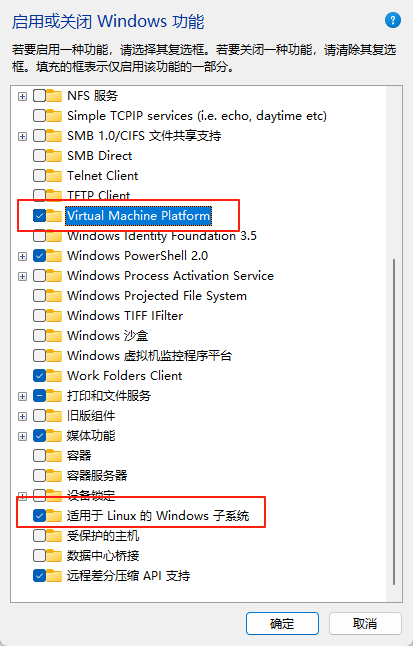 启用或关闭 Windows 功能
?
若要启用一种功能，请选择其复选框。若要关闭一种功能，请清除其复选
框。填充的框表示仅启用该功能的一部分。
NFS 服务
Simple TCPIP services (i.e. echo, daytime etc)
SMB 1.0/CIFS 文件共享支持
SMB Direct
Telnet Client
TFTP Client
Virtual Machine Platform
Windows Identity Foundation 3.5
Windows PowerShell 2.0
Windows Process Activation Service
Windows Projected File System
Windows TIFF IFilter
Windows 沙盒
Windows 虚拟机监控程序平台
Work Folders Client
打印和文件服务
旧版组件
媒体功能
容器
容器服务器
设备锁定
适用于 Linux 的 Windows 子系统
受保护的主机
数据中心桥接
远程差分压缩 API 支持
确定
取消